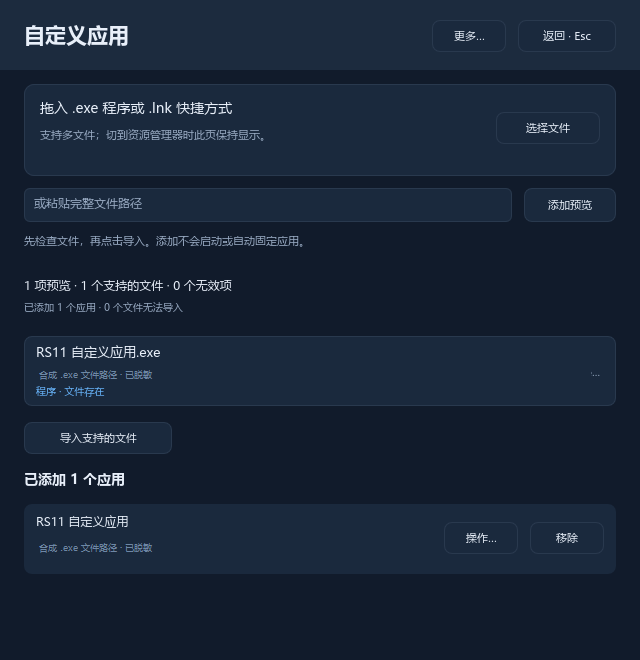 自定义应用
更多...
返回 · Esc
拖入 .exe 程序或 .lnk 快捷方式
支持多文件；切到资源管理器时此页保持显示。
选择文件
或粘贴完整文件路径
添加预览
先检查文件，再点击导入。添加不会启动或自动固定应用。
1 项预览 · 1 个支持的文件 · 0 个无效项
已添加 1 个应用 · 0 个文件无法导入
RS11 自定义应用.exe
合成 .exe 文件路径 · 已脱敏
程序 · 文件存在
导入支持的文件
已添加 1 个应用
RS11 自定义应用
合成 .exe 文件路径 · 已脱敏
操作...
移除